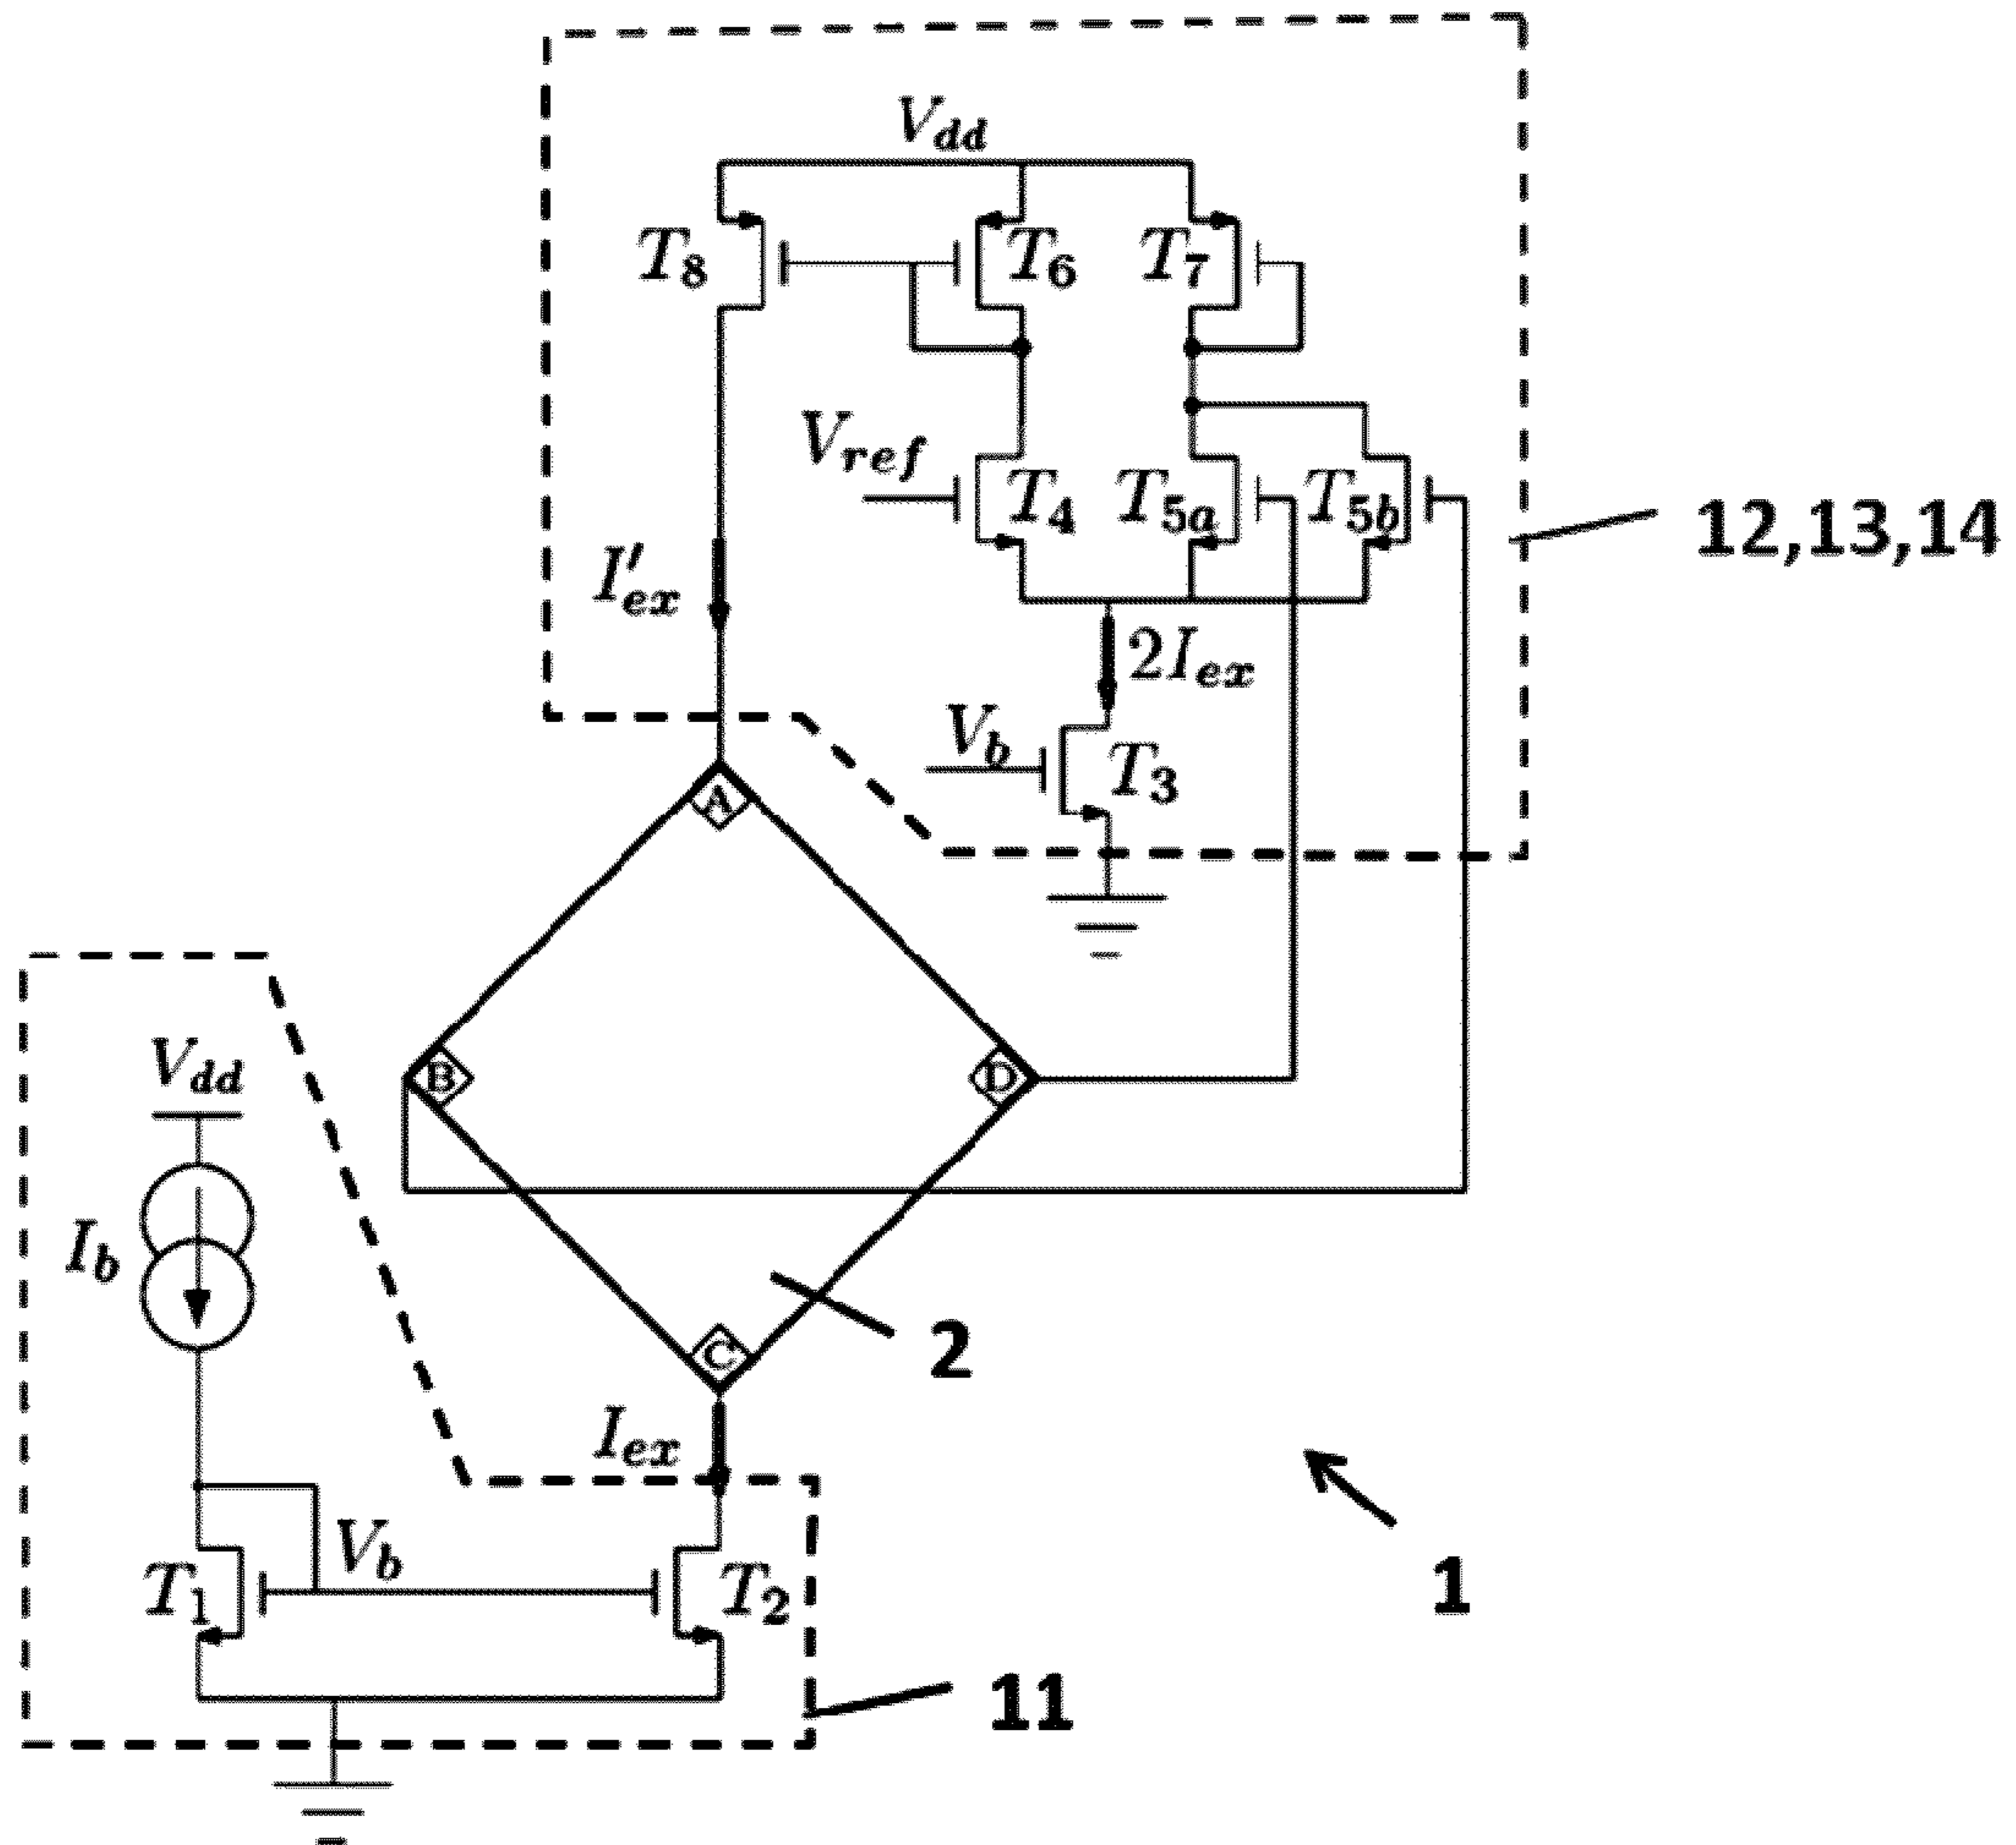 V_dd
T_8
T_6
T_7
V_ref
T_4
T_5a
T_5b
12,13,14
I'_ex
2I_ex
V_b
T_3
A
B
D
V_dd
I_b
2
C
I_ex
1
T_1
V_b
T_2
11